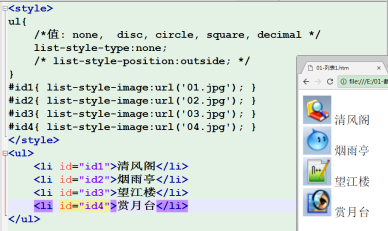 <style>
ul{
/*值: none, disc, circle, square, decimal */
list-style-type:none;
/* list-style-position:outside; */
}
#id1{ list-style-image:url('01.jpg'); }
#id2{ list-style-image:url('02.jpg'); }
#id3{ list-style-image:url('03.jpg'); }
#id4{ list-style-image:url('04.jpg'); }
</style>
<ul>
<li id="id1">清风阁</li>
<li id="id2">烟雨亭</li>
<li id="id3">望江楼</li>
<li id="id4">赏月台</li>
</ul>
01-列表1.htm
file:///E:/01-
清风阁
烟雨亭
望江楼
赏月台